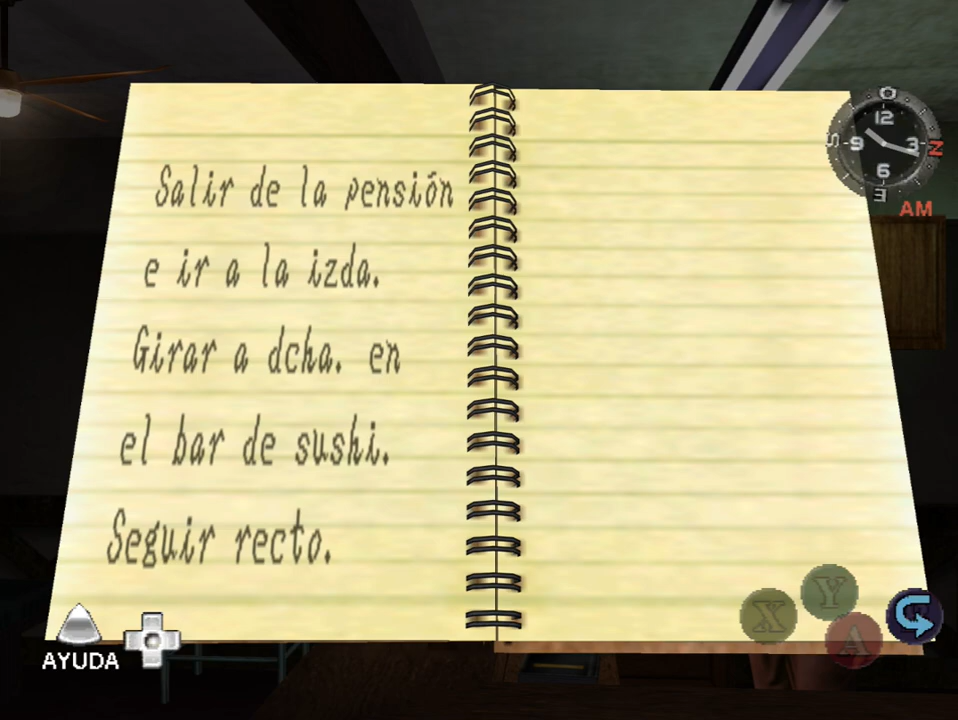 Salir de la pensión
e ir a la izda.
Girar a dcha. en
el bar de sushi.
Seguir recto.
O
12
S 9 3 N
6
E
AM
AYUDA
Y
X
A